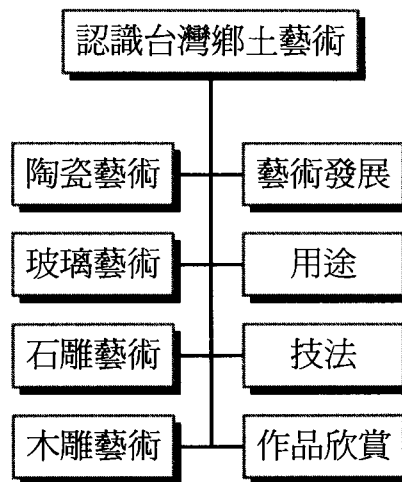 認識台灣鄉土藝術
陶瓷藝術 藝術發展
玻璃藝術 用途
石雕藝術 技法
木雕藝術 作品欣賞